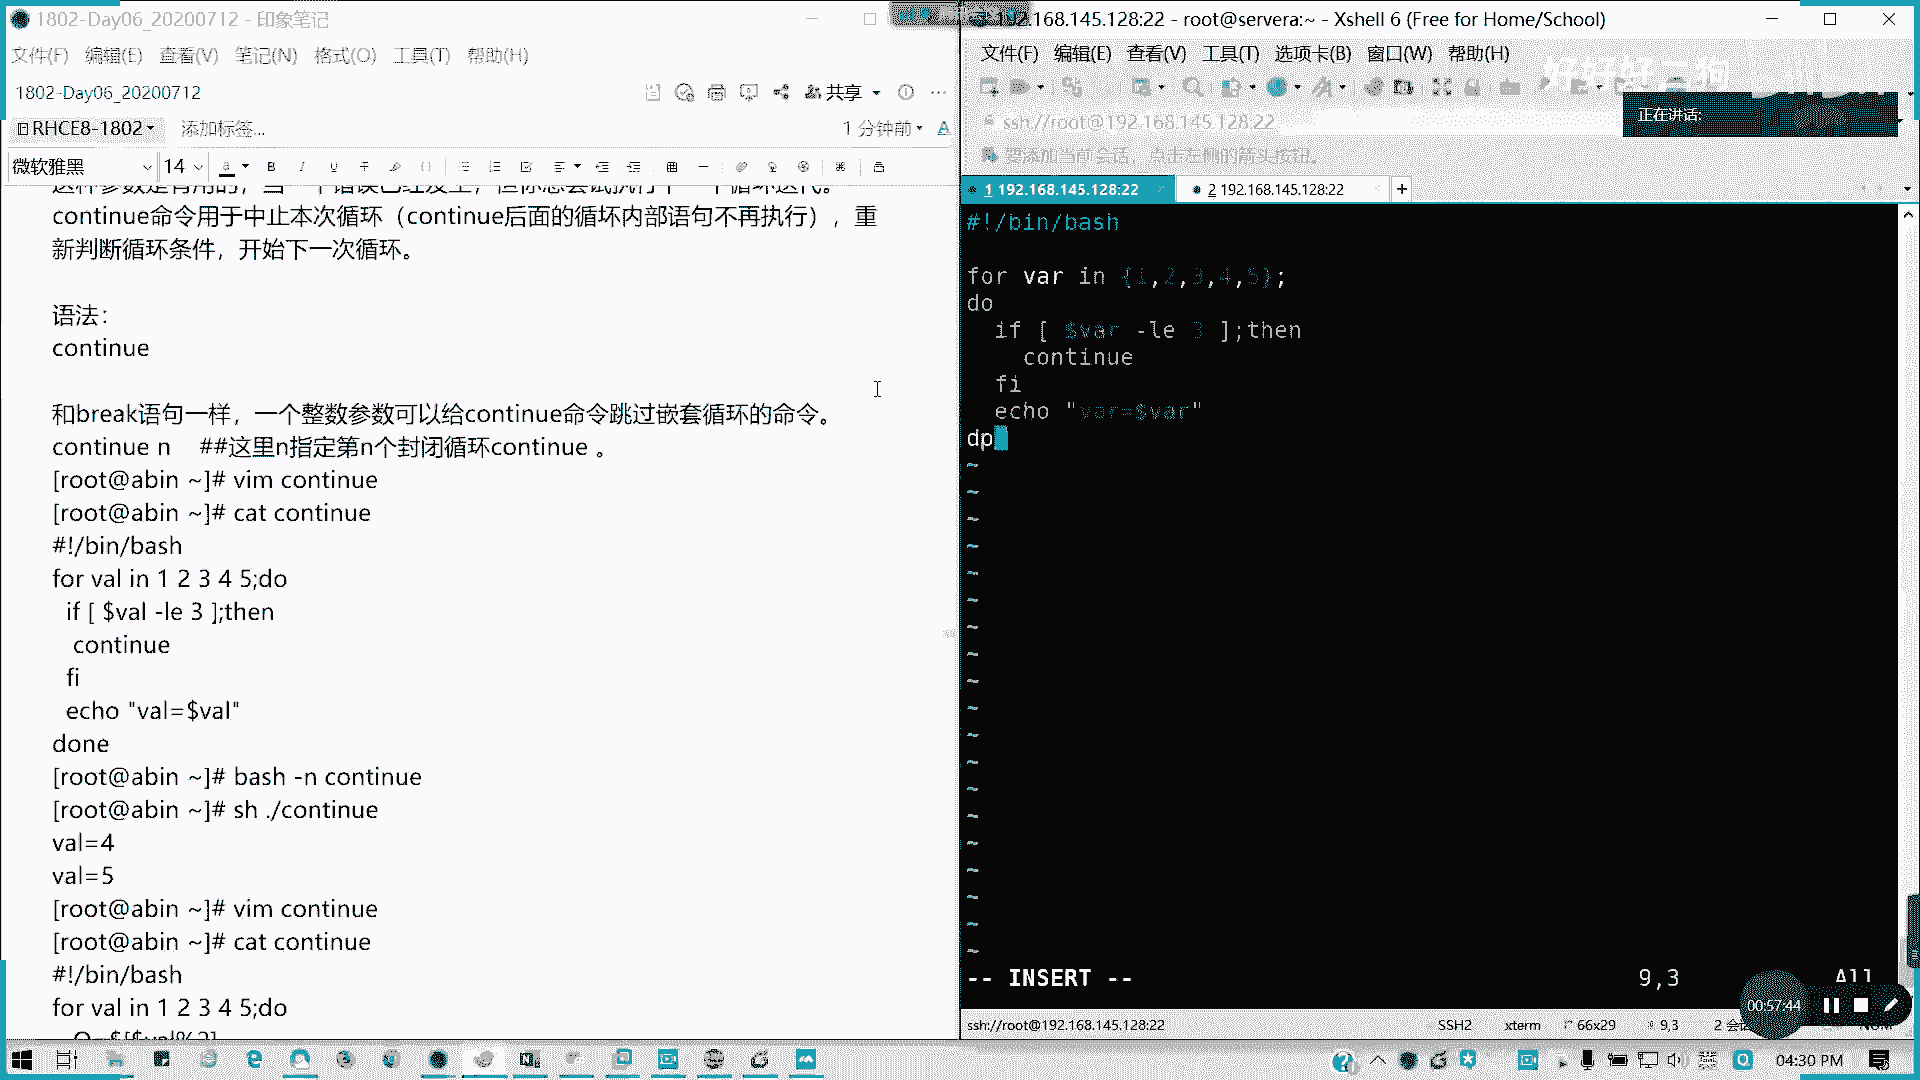 1802-Day06_20200712 - 印象笔记
文件(F) 编辑(E) 查看(V) 笔记(N) 格式(O) 工具(T) 帮助(H)
1802-Day06_20200712
共享
RHCE8-1802
添加标签...
1 分钟前
微软雅黑
14
continue命令用于中止本次循环（continue后面的循环内部语句不再执行），重
新判断循环条件，开始下一次循环。
语法：
continue
和break语句一样，一个整数参数可以给continue命令跳过嵌套循环的命令。
continue n ##这里n指定第n个封闭循环continue 。
[root@abin ~]# vim continue
[root@abin ~]# cat continue
#!/bin/bash
for val in 1 2 3 4 5;do
if [ $val -le 3 ];then
continue
fi
echo "val=$val"
done
[root@abin ~]# bash -n continue
[root@abin ~]# sh ./continue
val=4
val=5
[root@abin ~]# vim continue
[root@abin ~]# cat continue
#!/bin/bash
for val in 1 2 3 4 5;do
192.168.145.128:22 - root@servera:~ - Xshell 6 (Free for Home/School)
文件(F) 编辑(E) 查看(V) 工具(T) 选项卡(B) 窗口(W) 帮助(H)
正在讲话:
ssh://root@192.168.145.128:22
要添加当前会话，点击左侧的箭头按钮。
1 192.168.145.128:22
2 192.168.145.128:22
#!/bin/bash
for var in {1,2,3,4,5};
do
if [ $var -le 3 ];then
continue
fi
echo "var=$var"
dp
-- INSERT --
9,3
All
00:57:44
ssh://root@192.168.145.128:22
SSH2
xterm
66x29
9,3
04:30 PM